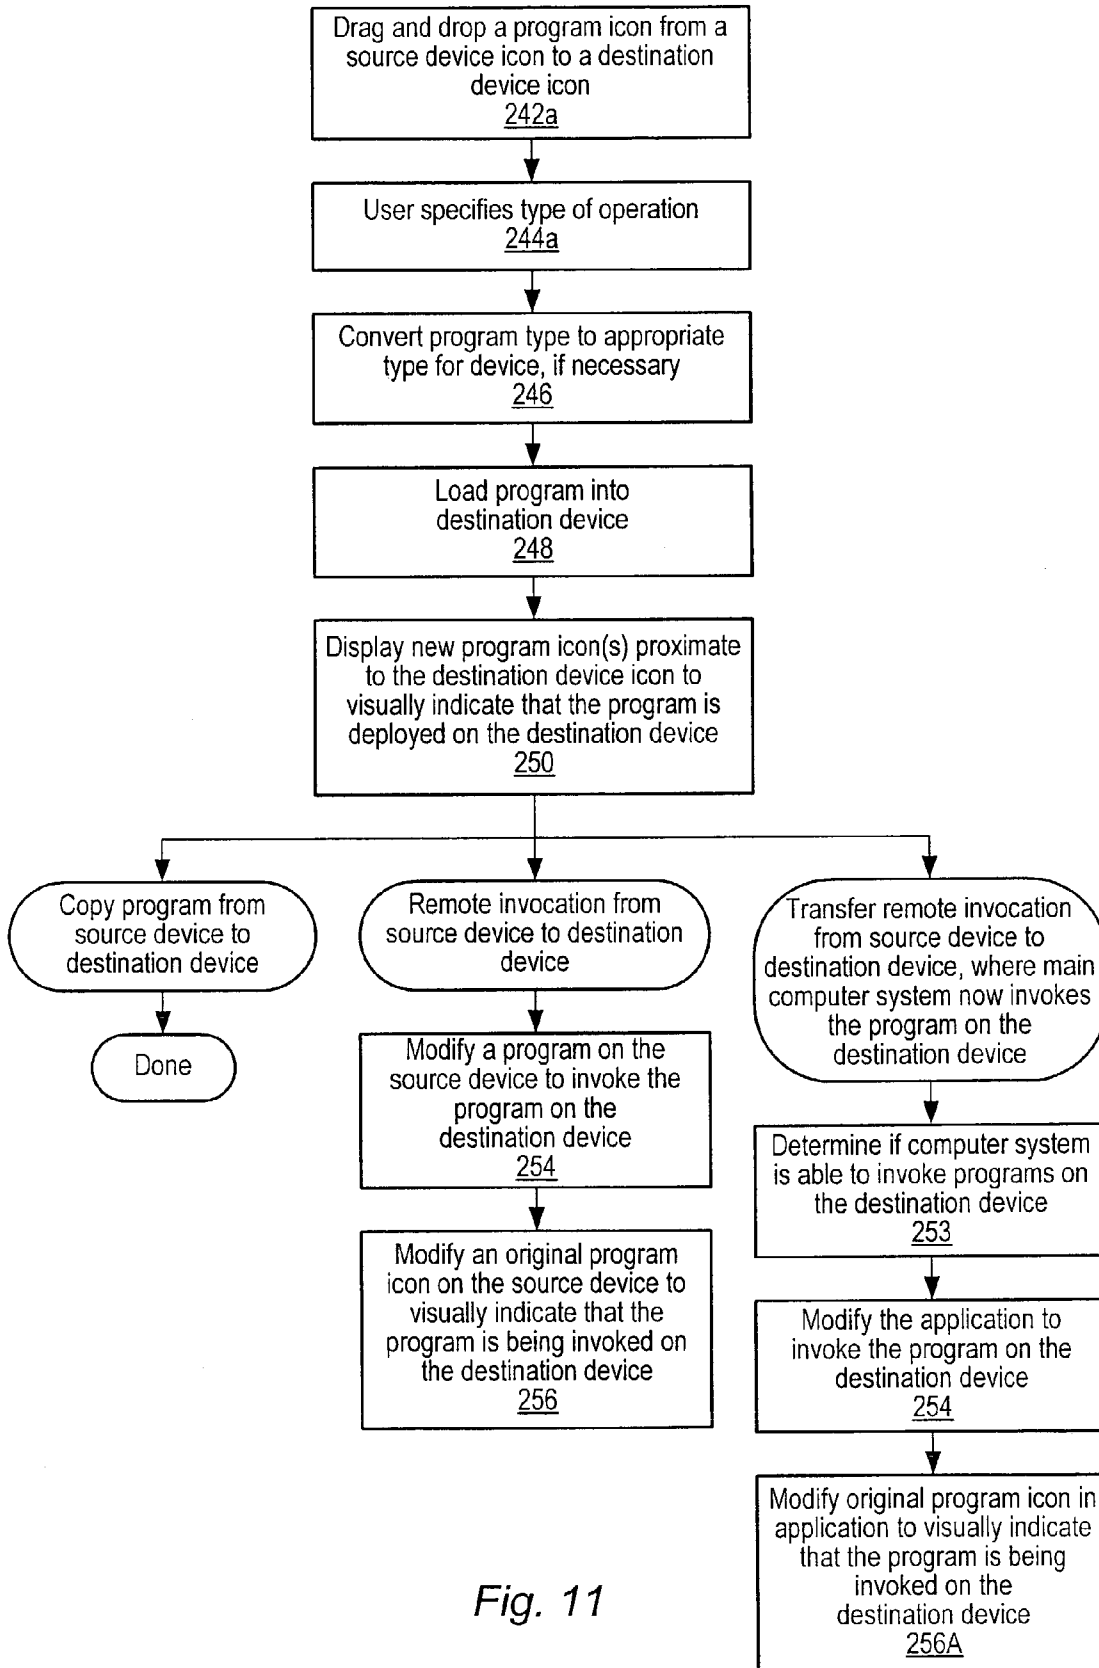 Drag and drop a program icon from a
source device icon to a destination
device icon
242a
User specifies type of operation
244a
Convert program type to appropriate
type for device, if necessary
246
Load program into
destination device
248
Display new program icon(s) proximate
to the destination device icon to
visually indicate that the program is
deployed on the destination device
250
Copy program from
source device to
destination device
Done
Remote invocation from
source device to destination
device
Modify a program on the
source device to invoke the
program on the
destination device
254
Modify an original program
icon on the source device to
visually indicate that the
program is being invoked on
the destination device
256
Transfer remote invocation
from source device to
destination device, where main
computer system now invokes
the program on the
destination device
Determine if computer system
is able to invoke programs on
the destination device
253
Modify the application to
invoke the program on the
destination device
254
Modify original program icon in
application to visually indicate
that the program is being
invoked on the
destination device
256A
Fig. 11